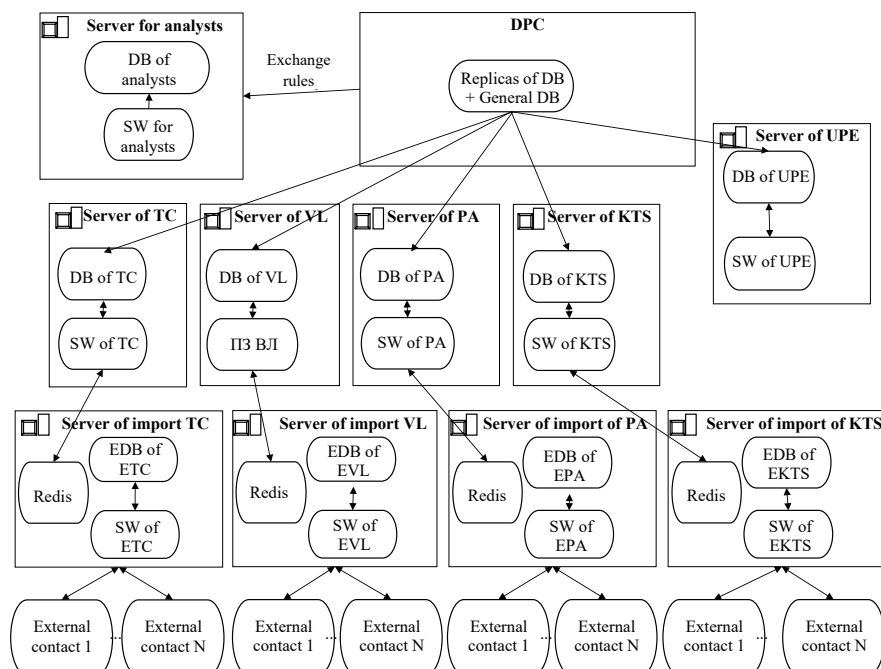 Server for analysts
DB of
analysts
SW for
analysts
Exchange
rules
DPC
Replicas of DB
+ General DB
Server of UPE
DB of UPE
SW of UPE
Server of TC
DB of TC
SW of TC
Server of VL
DB of VL
ПЗ ВЛ
Server of PA
DB of PA
SW of PA
Server of KTS
DB of KTS
SW of KTS
Server of import TC
Redis
EDB of
ETC
SW of
ETC
Server of import VL
Redis
EDB of
EVL
SW of
EVL
Server of import of PA
Redis
EDB of
EPA
SW of
EPA
Server of import of KTS
Redis
EDB of
EKTS
SW of
EKTS
External
contact 1
...
External
contact N
External
contact 1
...
External
contact N
External
contact 1
...
External
contact N
External
contact 1
...
External
contact N